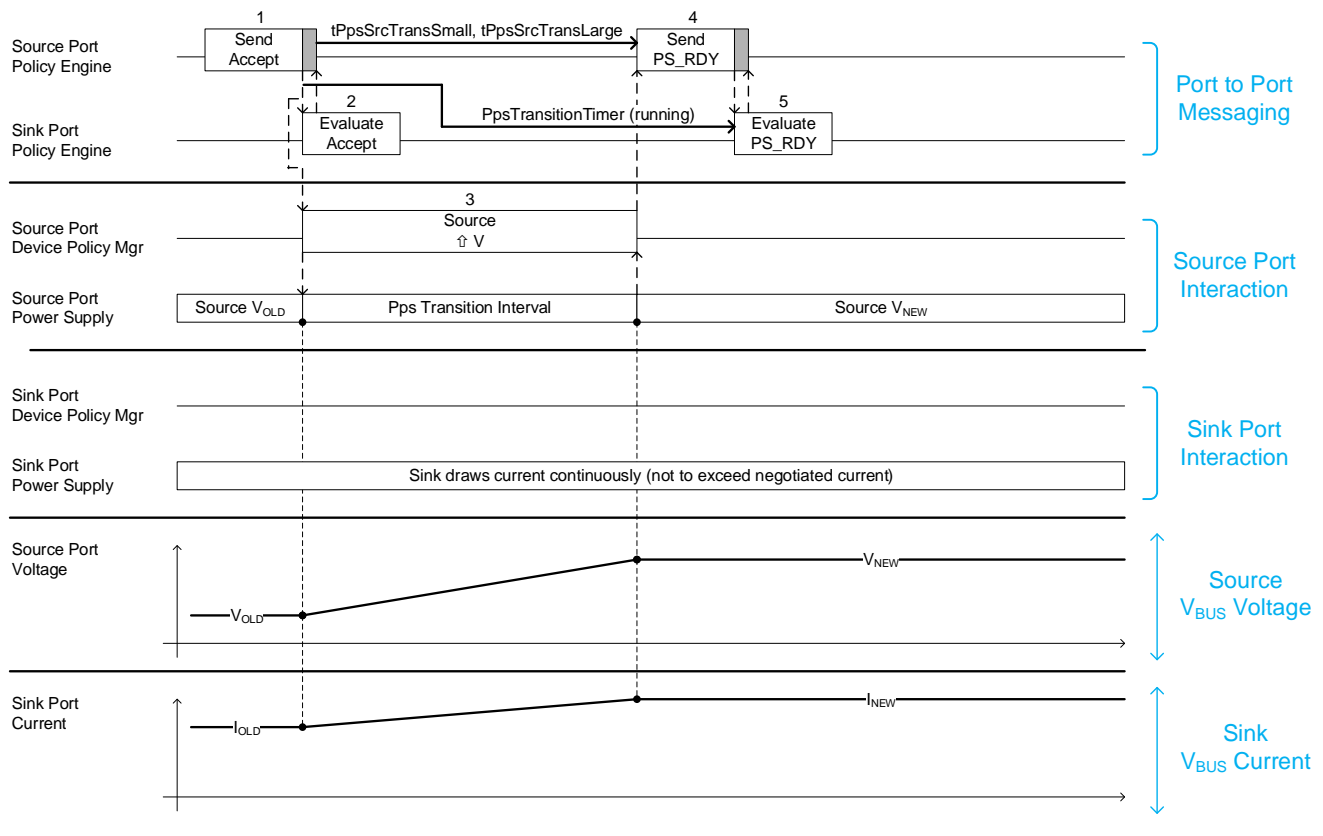 1
4
Source Port
Policy Engine
Send
Accept
tPpsSrcTransSmall, tPpsSrcTransLarge
Send
PS_RDY
Port to Port
Messaging
2
5
Sink Port
Policy Engine
Evaluate
Accept
PpsTransitionTimer (running)
Evaluate
PS_RDY
3
Source Port
Device Policy Mgr
Source
⇧ V
Source Port
Interaction
Source Port
Power Supply
Source VOLD
Pps Transition Interval
Source VNEW
Sink Port
Device Policy Mgr
Sink Port
Interaction
Sink Port
Power Supply
Sink draws current continuously (not to exceed negotiated current)
Source Port
Voltage
VOLD
VNEW
Source
VBUS Voltage
Sink Port
Current
IOLD
INEW
Sink
VBUS Current